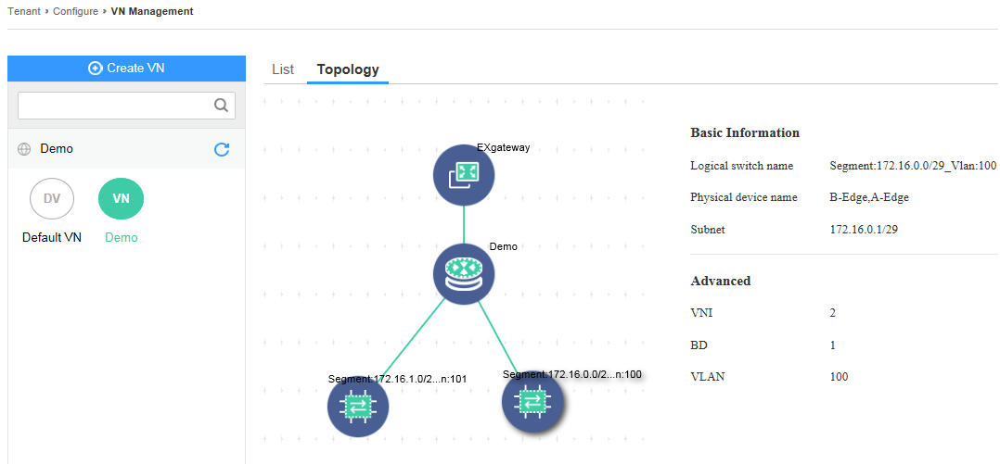 Tenant › Configure › VN Management
Create VN
List
Topology
Demo
DV
VN
Default VN
Demo
EXgateway
Demo
Segment:172.16.1.0/2...n:101
Segment:172.16.0.0/2...n:100
Basic Information
Logical switch name Segment:172.16.0.0/29_Vlan:100
Physical device name B-Edge,A-Edge
Subnet 172.16.0.1/29
Advanced
VNI 2
BD 1
VLAN 100